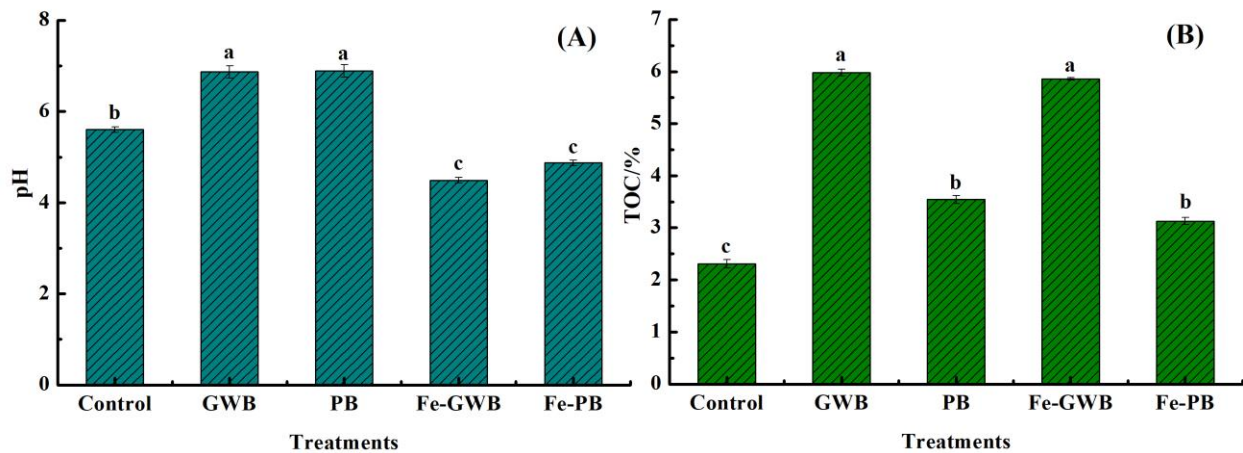 (A)
pH
8
6
4
2
0
b
a
a
c
c
Control GWB PB Fe-GWB Fe-PB
Treatments
(B)
TOC/%
7
6
5
4
3
2
1
0
c
a
b
a
b
Control GWB PB Fe-GWB Fe-PB
Treatments